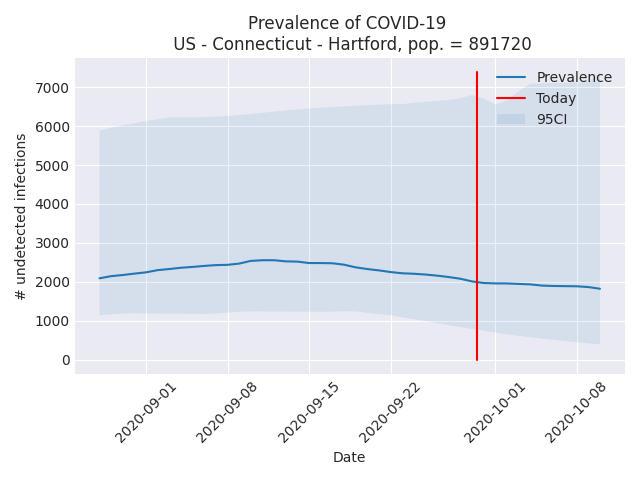 Prevalence of COVID-19
US - Connecticut - Hartford, pop. = 891720
7000
6000
5000
4000
3000
2000
1000
0
# undetected infections
Prevalence
Today
95CI
2020-09-01
2020-09-08
2020-09-15
2020-09-22
2020-10-01
2020-10-08
Date